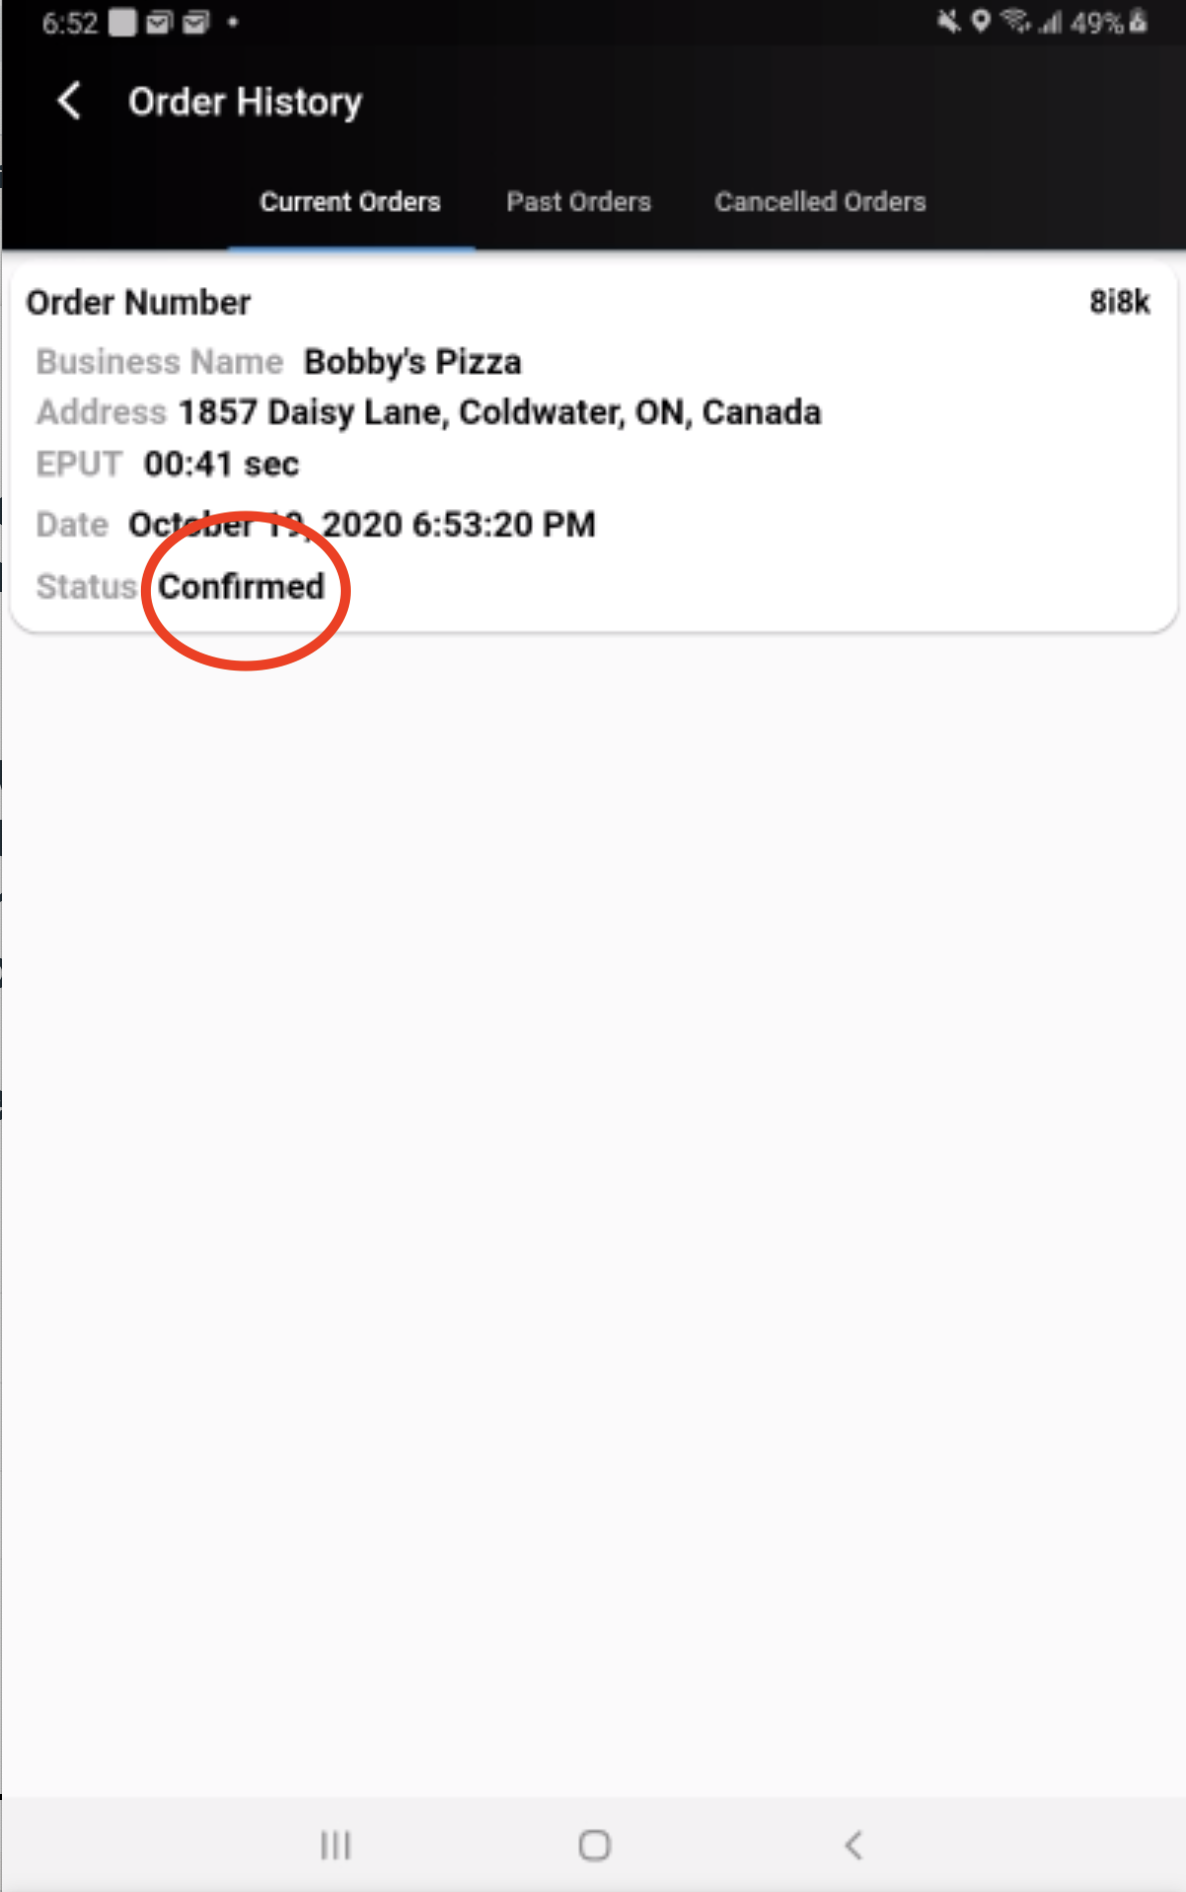 6:52 49%
Order History
Current Orders Past Orders Cancelled Orders
Order Number 8i8k
Business Name Bobby's Pizza
Address 1857 Daisy Lane, Coldwater, ON, Canada
EPUT 00:41 sec
Date October 19, 2020 6:53:20 PM
Status Confirmed